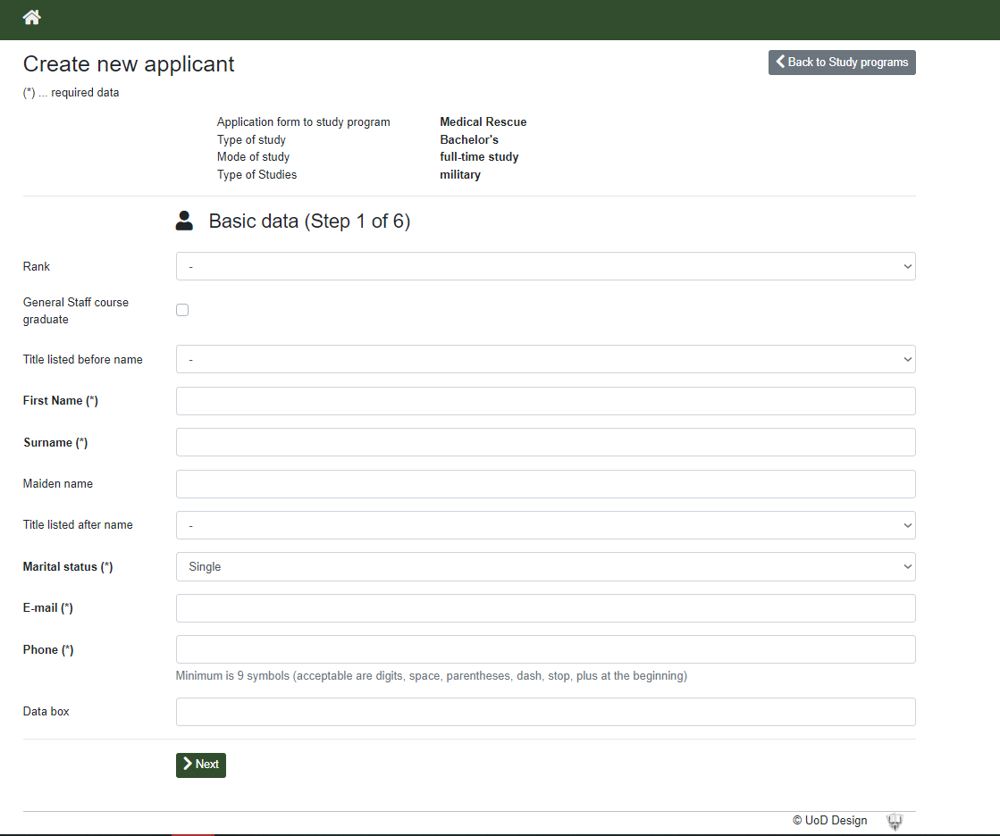 Create new applicant
Back to Study programs
(*) ... required data
Application form to study program Medical Rescue
Type of study Bachelor's
Mode of study full-time study
Type of Studies military
Basic data (Step 1 of 6)
Rank -
General Staff course
graduate
Title listed before name -
First Name (*)
Surname (*)
Maiden name
Title listed after name -
Marital status (*) Single
E-mail (*)
Phone (*)
Minimum is 9 symbols (acceptable are digits, space, parentheses, dash, stop, plus at the beginning)
Data box
Next
© UoD Design